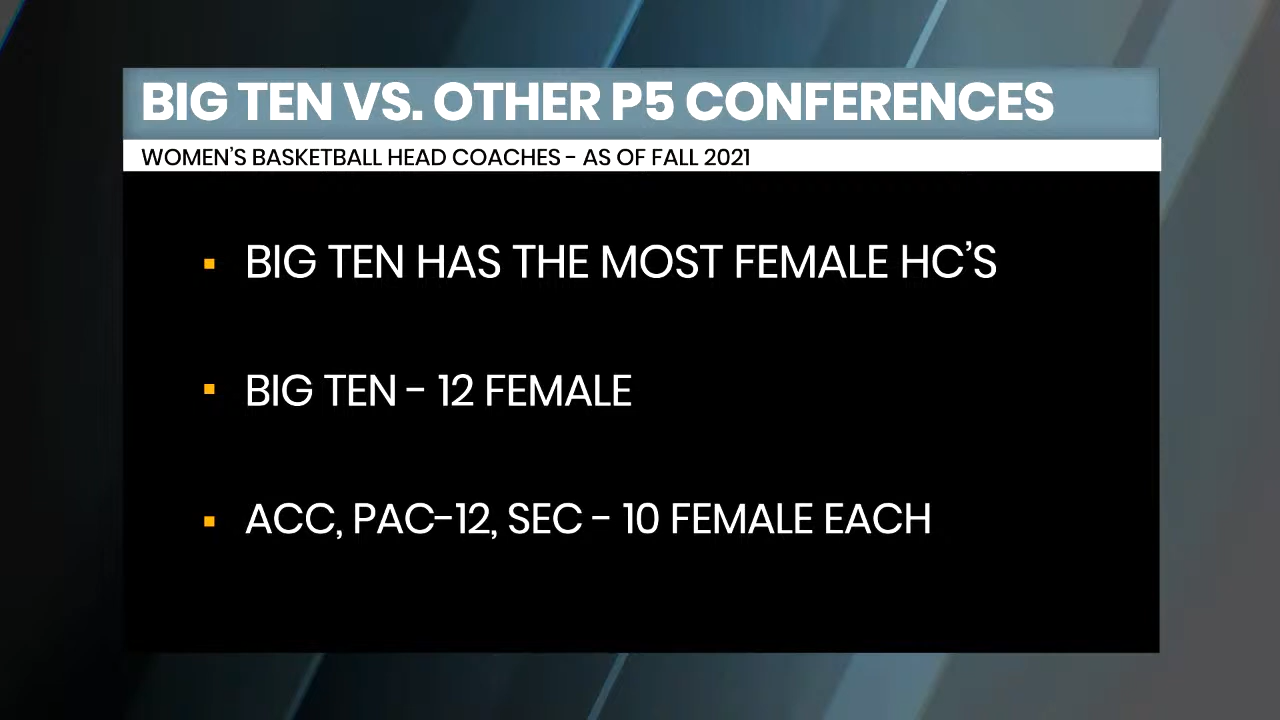 BIG TEN VS. OTHER P5 CONFERENCES
WOMEN'S BASKETBALL HEAD COACHES - AS OF FALL 2021
▪ BIG TEN HAS THE MOST FEMALE HC'S
▪ BIG TEN - 12 FEMALE
▪ ACC, PAC-12, SEC - 10 FEMALE EACH